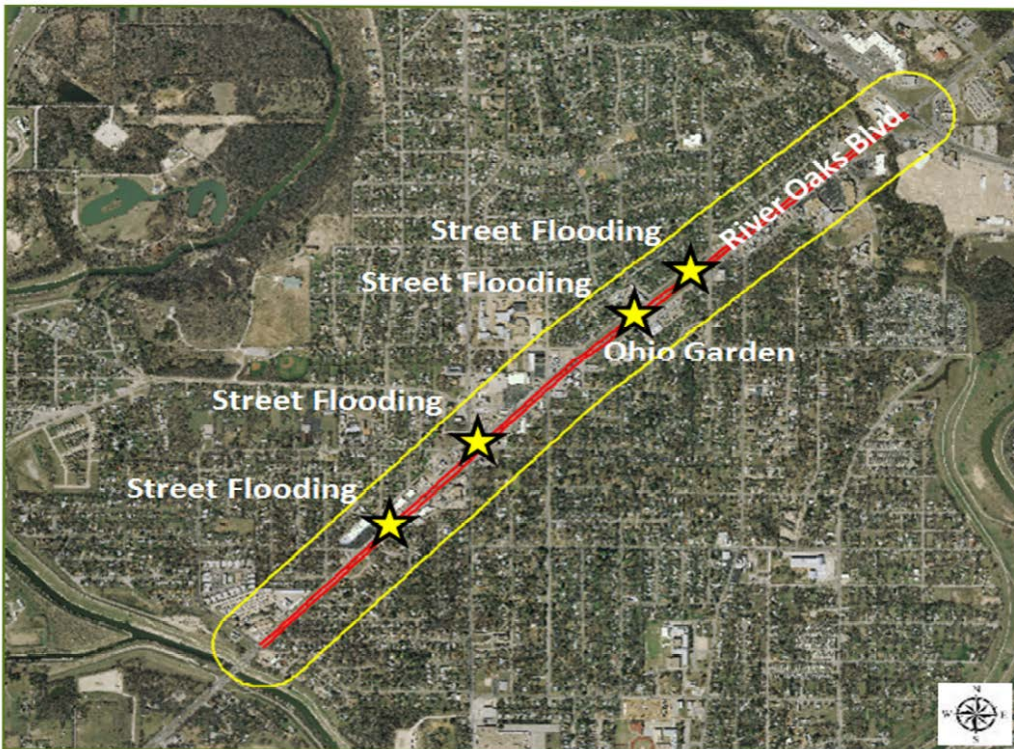 River Oaks Blvd
Street Flooding
Street Flooding
Ohio Garden
Street Flooding
Street Flooding
N
W
E
S